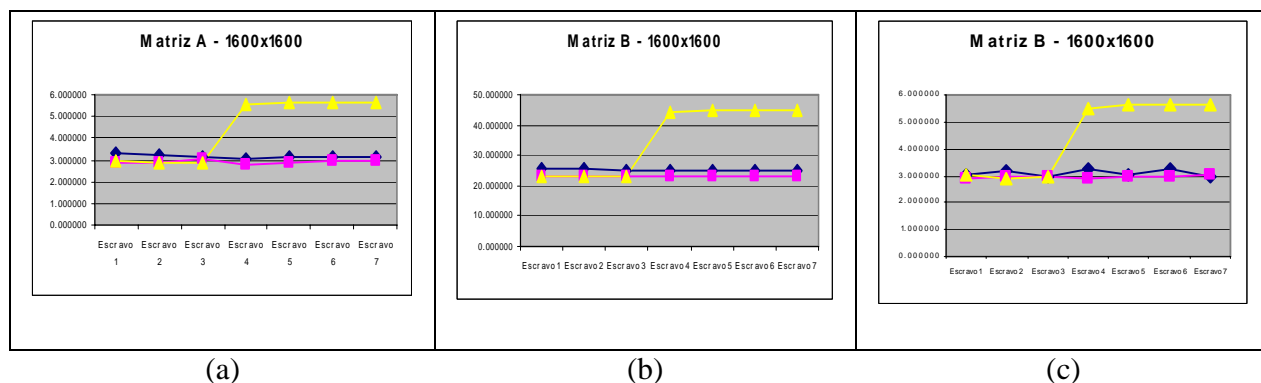 Matriz A - 1600x1600
6.000000
5.000000
4.000000
3.000000
2.000000
1.000000
0.000000
Escravo 1
Escravo 2
Escravo 3
Escravo 4
Escravo 5
Escravo 6
Escravo 7
(a)
Matriz B - 1600x1600
50.000000
40.000000
30.000000
20.000000
10.000000
0.000000
Escravo 1
Escravo 2
Escravo 3
Escravo 4
Escravo 5
Escravo 6
Escravo 7
(b)
Matriz B - 1600x1600
6.000000
5.000000
4.000000
3.000000
2.000000
1.000000
0.000000
Escravo 1
Escravo 2
Escravo 3
Escravo 4
Escravo 5
Escravo 6
Escravo 7
(c)